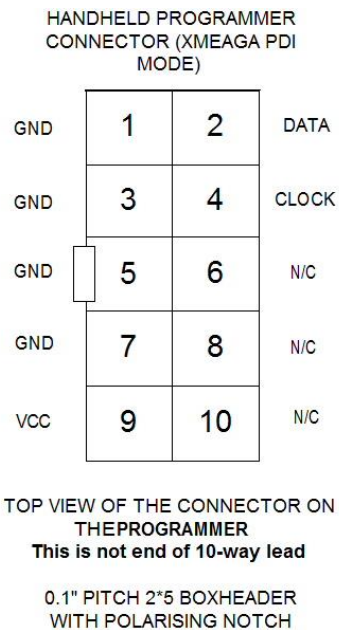 HANDHELD PROGRAMMER
CONNECTOR (XMEAGA PDI
MODE)
GND 1 2 DATA
GND 3 4 CLOCK
GND 5 6 N/C
GND 7 8 N/C
VCC 9 10 N/C
TOP VIEW OF THE CONNECTOR ON
THEPROGRAMMER
This is not end of 10-way lead
0.1" PITCH 2*5 BOXHEADER
WITH POLARISING NOTCH